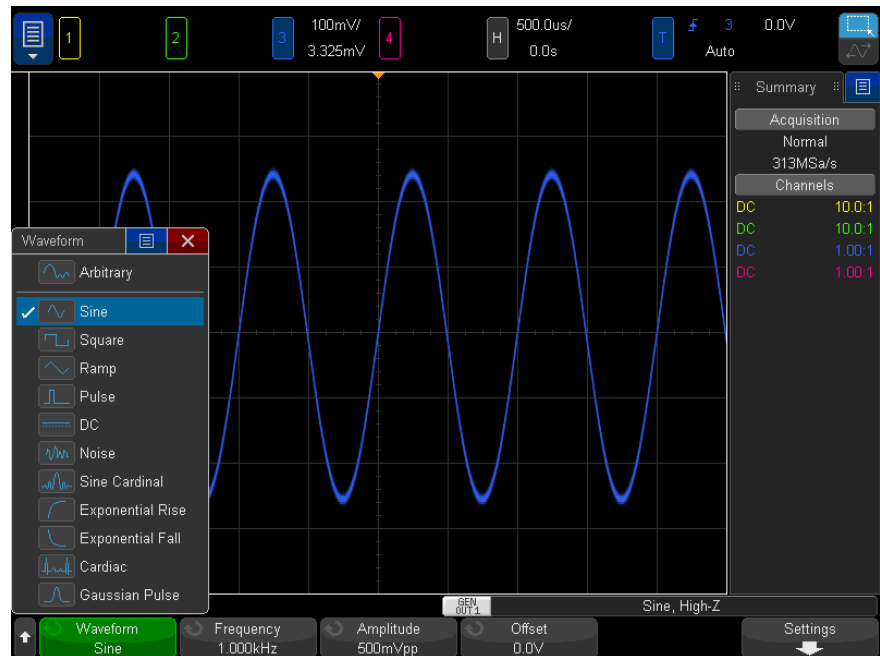 1 2 3 100mV/ 3.325mV 4 H 500.0us/ 0.0s T 3 0.0V Auto
Summary
Acquisition
Normal
313MSa/s
Channels
DC 10.0:1
DC 10.0:1
DC 1.00:1
DC 1.00:1
Waveform
Arbitrary
Sine
Square
Ramp
Pulse
DC
Noise
Sine Cardinal
Exponential Rise
Exponential Fall
Cardiac
Gaussian Pulse
GEN OUT1
Sine, High-Z
Waveform
Sine
Frequency
1.000kHz
Amplitude
500mVpp
Offset
0.0V
Settings